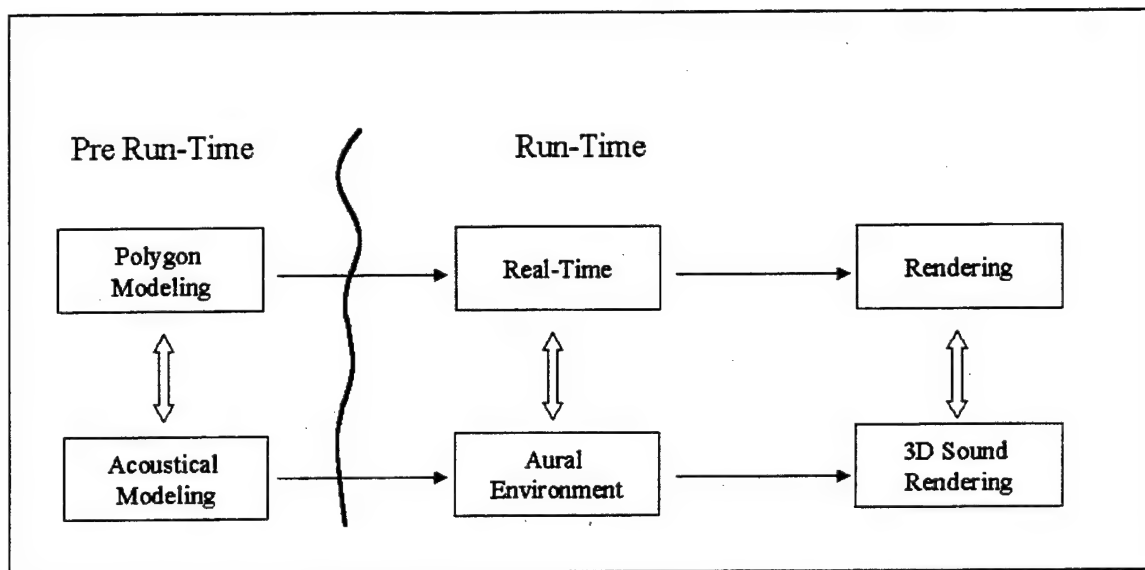 Pre Run-Time
Run-Time
Polygon
Modeling
Real-Time
Rendering
Acoustical
Modeling
Aural
Environment
3D Sound
Rendering